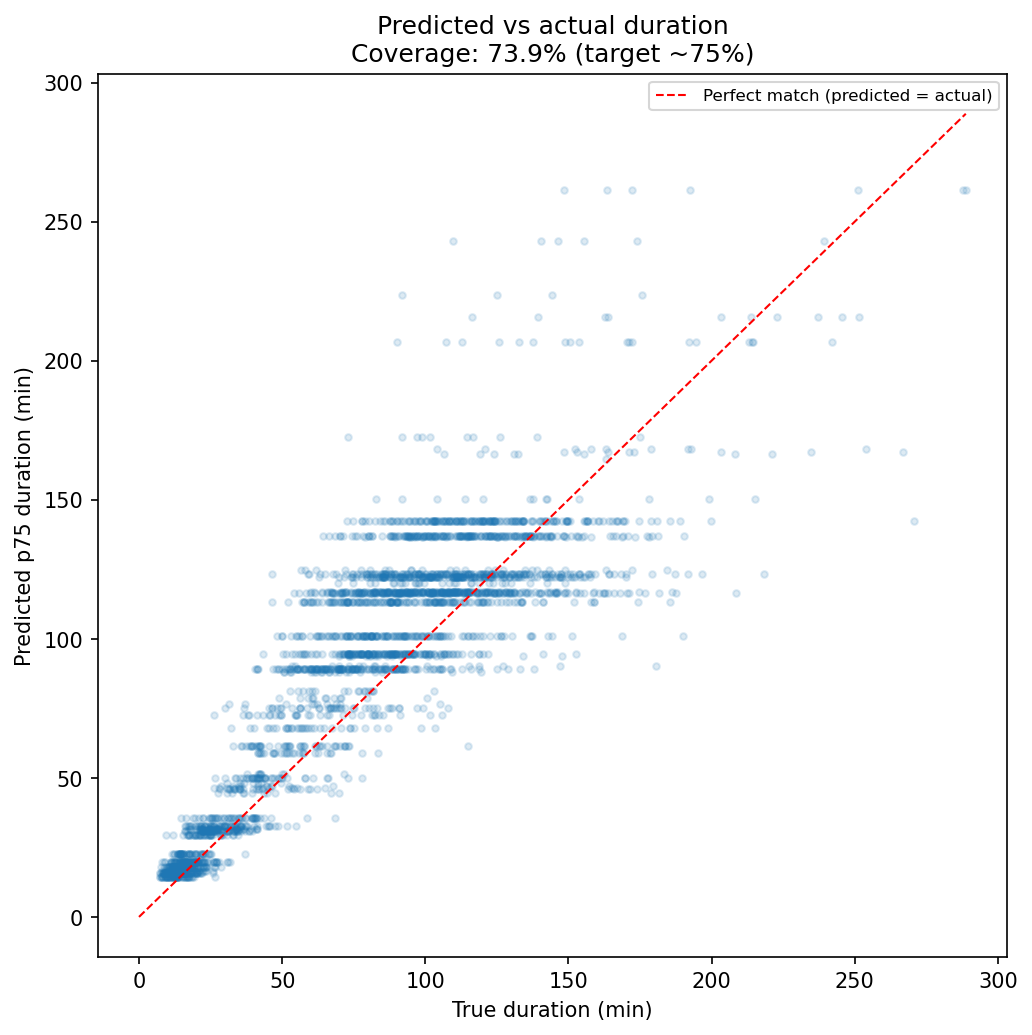 Predicted vs actual duration
Coverage: 73.9% (target ~75%)
Perfect match (predicted = actual)
300
250
200
150
100
50
0
Predicted p75 duration (min)
0
50
100
150
200
250
300
True duration (min)